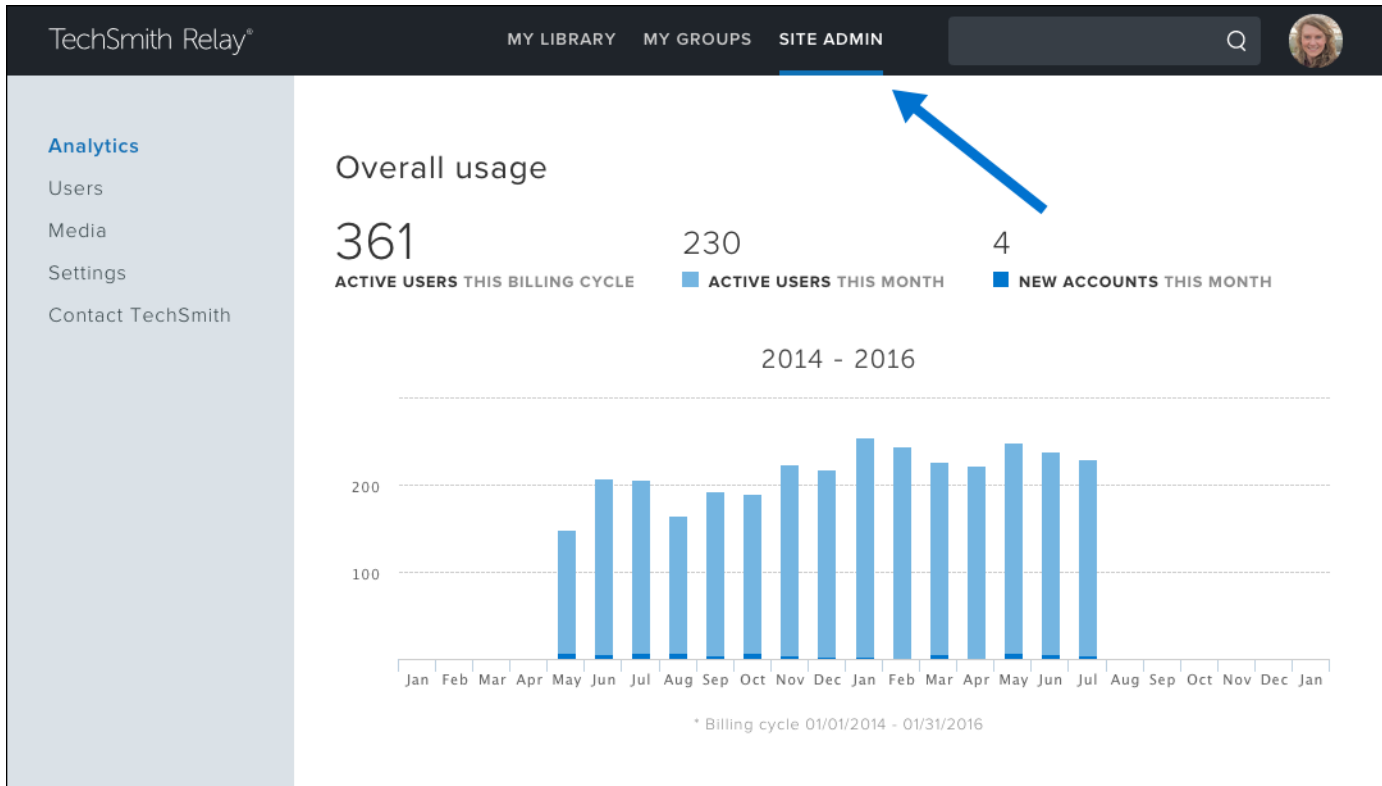 TechSmith Relay®
MY LIBRARY MY GROUPS SITE ADMIN
Analytics
Users
Media
Settings
Contact TechSmith
Overall usage
361
ACTIVE USERS THIS BILLING CYCLE
230
ACTIVE USERS THIS MONTH
4
NEW ACCOUNTS THIS MONTH
2014 - 2016
200
100
Jan Feb Mar Apr May Jun Jul Aug Sep Oct Nov Dec Jan Feb Mar Apr May Jun Jul Aug Sep Oct Nov Dec Jan
* Billing cycle 01/01/2014 - 01/31/2016